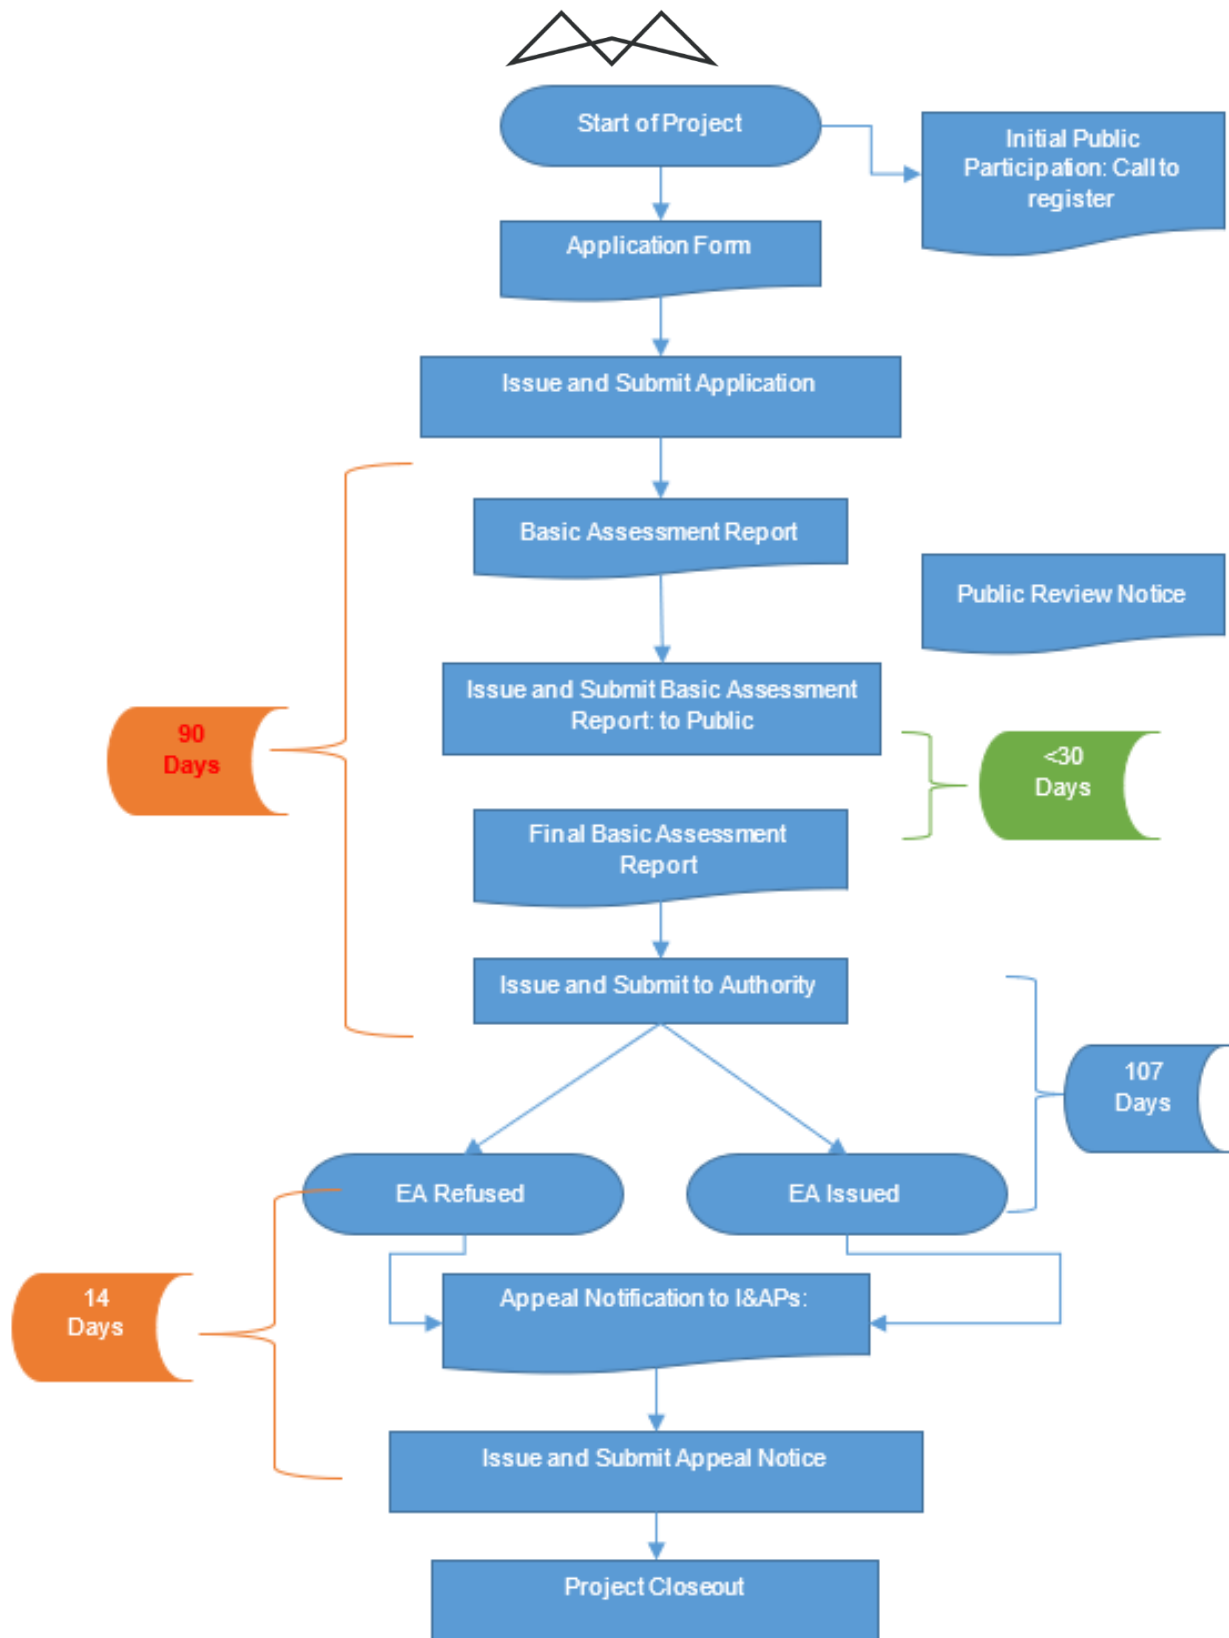 Start of Project
Initial Public
Participation: Call to
register
Application Form
Issue and Submit Application
Basic Assessment Report
Public Review Notice
Issue and Submit Basic Assessment
Report: to Public
90
Days
<30
Days
Final Basic Assessment
Report
Issue and Submit to Authority
107
Days
EA Refused
EA Issued
14
Days
Appeal Notification to I&APs:
Issue and Submit Appeal Notice
Project Closeout